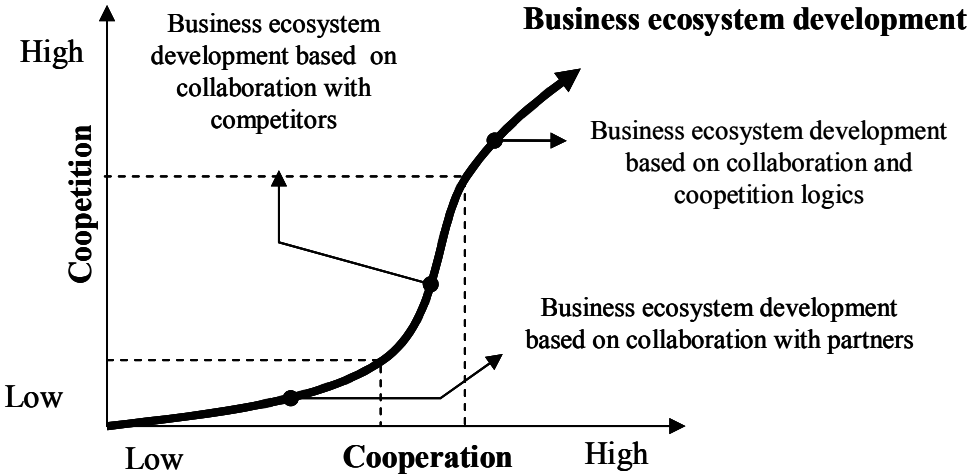 Business ecosystem development
Business ecosystem
development based on
collaboration with
competitors
High
Coopetition
Business ecosystem development
based on collaboration and
coopetition logics
Business ecosystem development
based on collaboration with partners
Low
Low
Cooperation
High